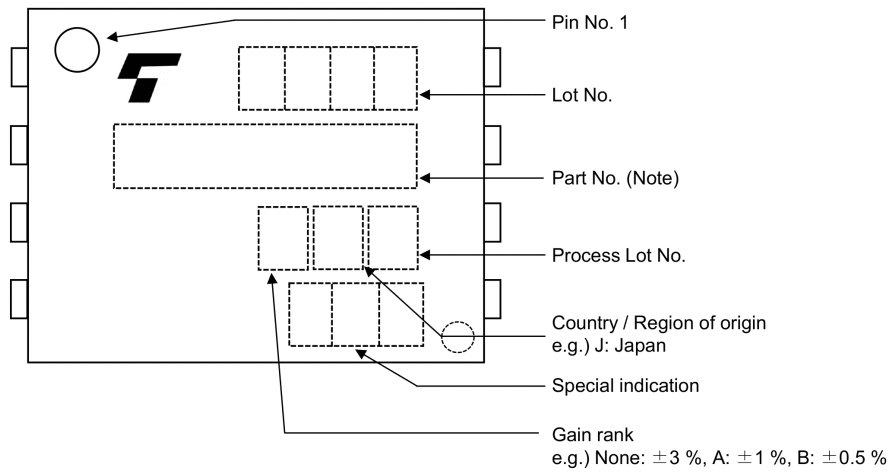 Pin No. 1
Lot No.
Part No. (Note)
Process Lot No.
Country / Region of origin
e.g.) J: Japan
Special indication
Gain rank
e.g.) None: ±3 %, A: ±1 %, B: ±0.5 %